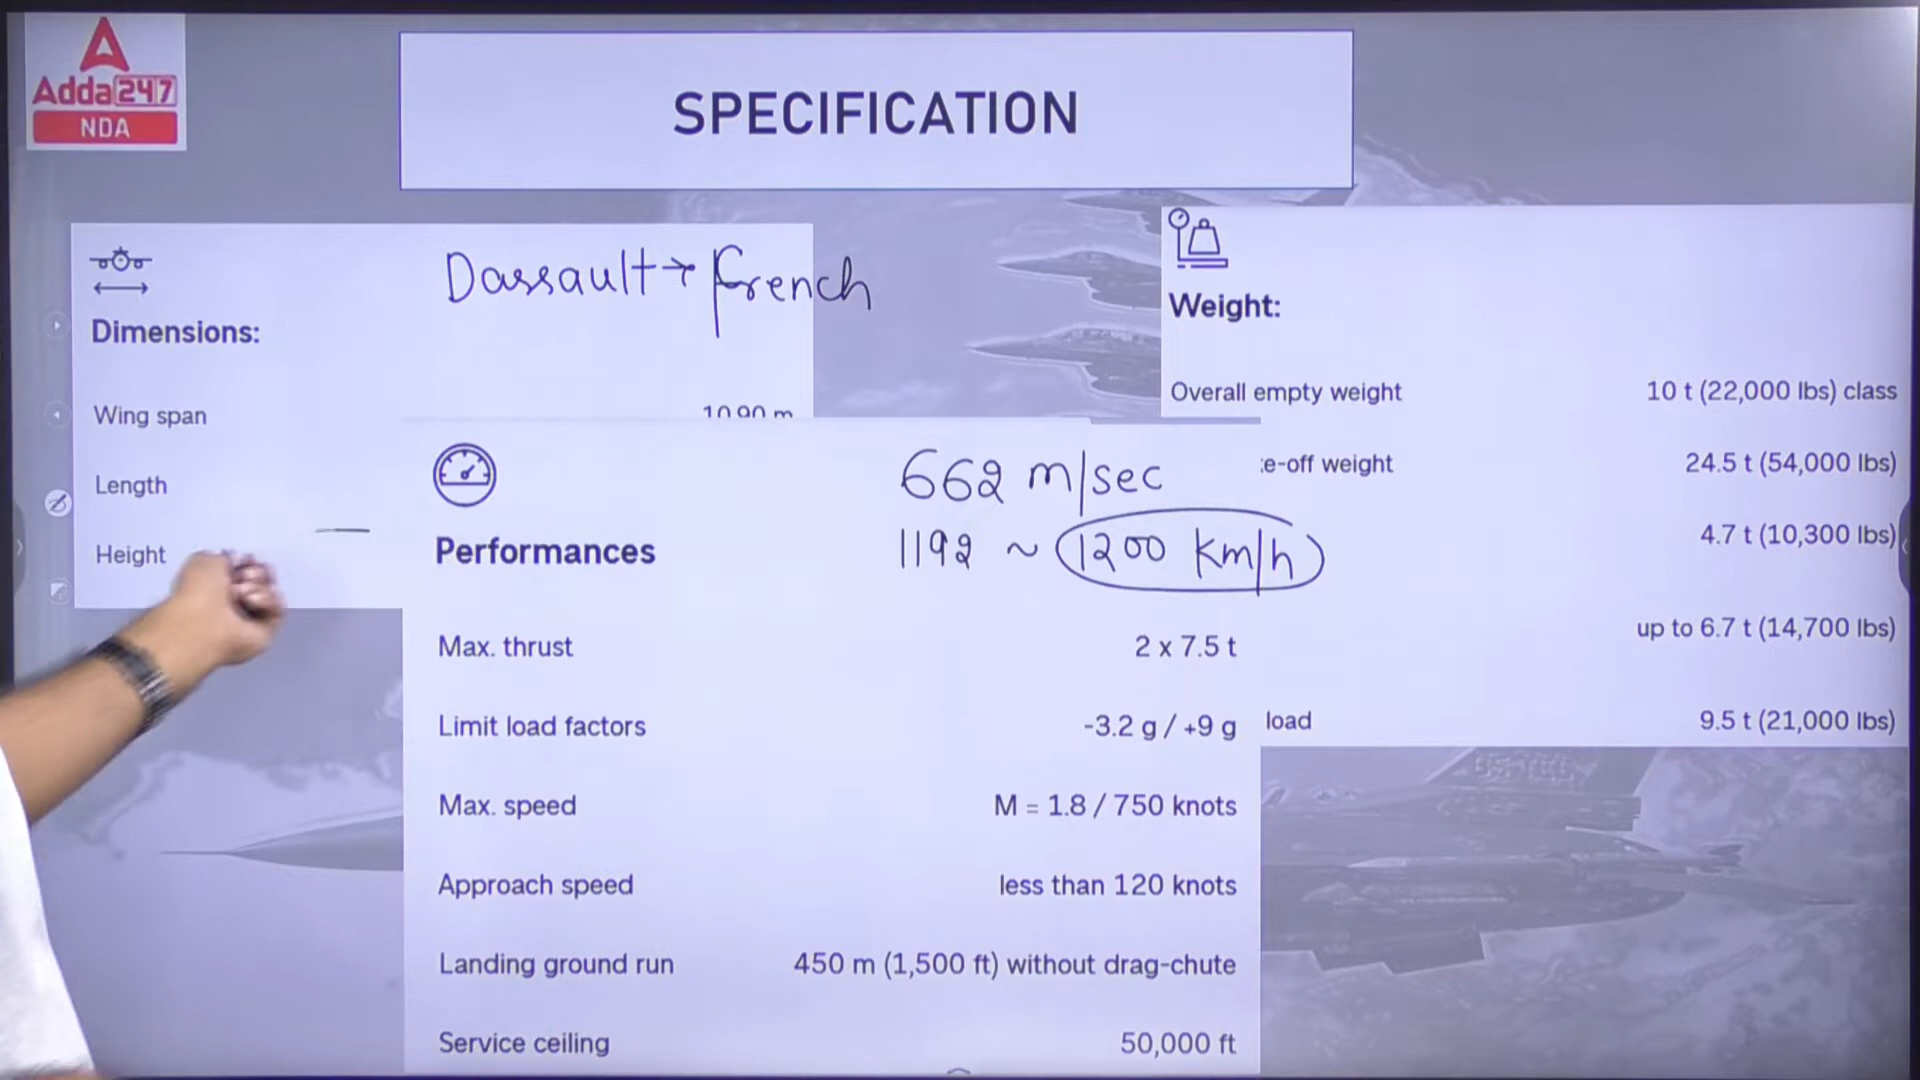 Adda247
NDA
SPECIFICATION
Dassault → French
Dimensions:
Wing span 10.90 m
Length
Height
Weight:
Overall empty weight 10 t (22,000 lbs) class
e-off weight 24.5 t (54,000 lbs)
4.7 t (10,300 lbs)
up to 6.7 t (14,700 lbs)
load 9.5 t (21,000 lbs)
662 m/sec
1192 ~ 1200 Km/h
Performances
Max. thrust 2 x 7.5 t
Limit load factors -3.2 g / +9 g
Max. speed M = 1.8 / 750 knots
Approach speed less than 120 knots
Landing ground run 450 m (1,500 ft) without drag-chute
Service ceiling 50,000 ft